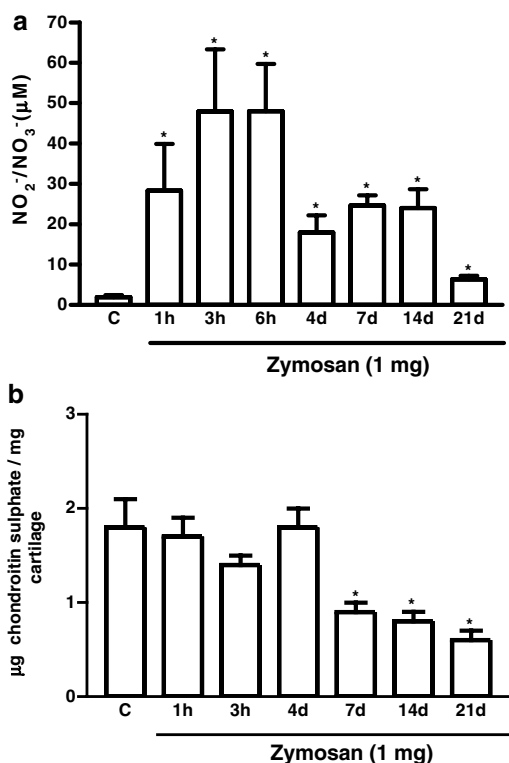 a
NO₂⁻/NO₃⁻(μM)
70
60
50
40
30
20
10
0
* * * * * * *
C 1h 3h 6h 4d 7d 14d 21d
Zymosan (1 mg)
b
μg chondroitin sulphate / mg
cartilage
3
2
1
0
* * *
C 1h 3h 4d 7d 14d 21d
Zymosan (1 mg)